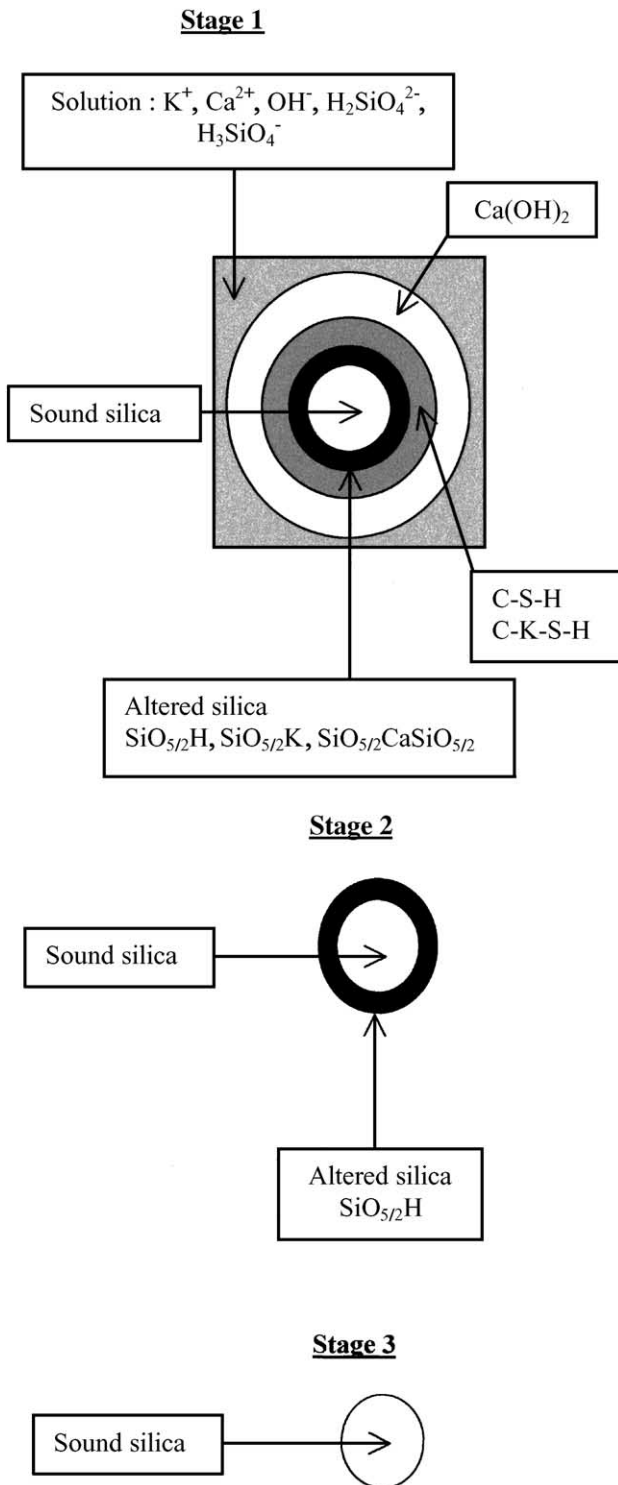 Stage 1
Solution : K⁺, Ca²⁺, OH⁻, H₂SiO₄²⁻,
H₃SiO₄⁻
Ca(OH)₂
Sound silica
C-S-H
C-K-S-H
Altered silica
SiO₅/₂H, SiO₅/₂K, SiO₅/₂CaSiO₅/₂
Stage 2
Sound silica
Altered silica
SiO₅/₂H
Stage 3
Sound silica